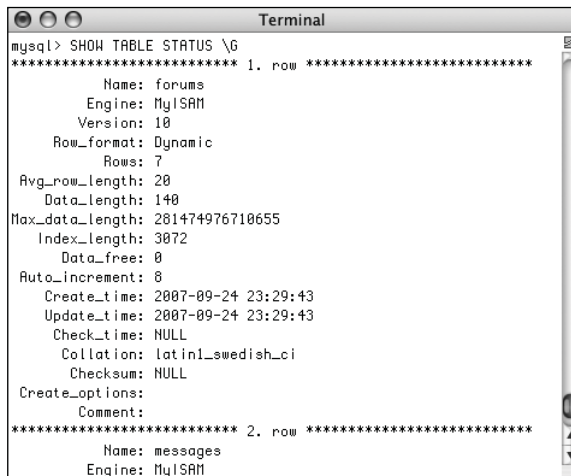 Terminal
mysql> SHOW TABLE STATUS \G
*************************** 1. row ***************************
Name: forums
Engine: MyISAM
Version: 10
Row_format: Dynamic
Rows: 7
Avg_row_length: 20
Data_length: 140
Max_data_length: 281474976710655
Index_length: 3072
Data_free: 0
Auto_increment: 8
Create_time: 2007-09-24 23:29:43
Update_time: 2007-09-24 23:29:43
Check_time: NULL
Collation: latin1_swedish_ci
Checksum: NULL
Create_options:
Comment:
*************************** 2. row ***************************
Name: messages
Engine: MyISAM